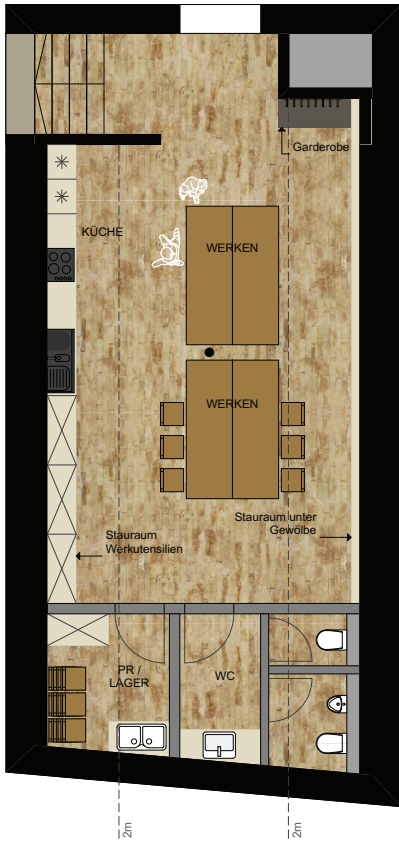 Garderobe
KÜCHE
WERKEN
WERKEN
Stauraum unter
Gewölbe
Stauraum
Werkutensilien
PR /
LAGER
WC
2m
2m